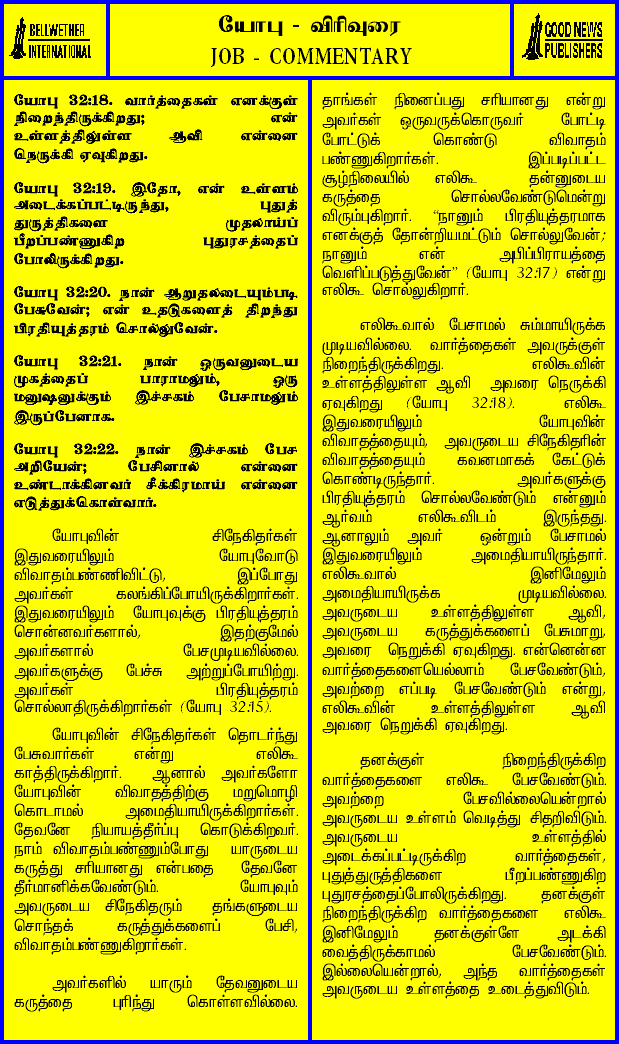 BELLWETHER
INTERNATIONAL
யோபு - விரிவுரை
JOB - COMMENTARY
GOOD NEWS
PUBLISHERS
யோபு 32:18. வார்த்தைகள் எனக்குள்
நிறைந்திருக்கிறது; என்
உள்ளத்திலுள்ள ஆவி என்னை
நெருக்கி ஏவுகிறது.
யோபு 32:19. இதோ, என் உள்ளம்
அடைக்கப்பட்டிருந்து, புதுத்
துருத்திகளை முதலாய்ப்
பீறப்பண்ணுகிற புதுரசத்தைப்
போலிருக்கிறது.
யோபு 32:20. நான் ஆறுதலடையும்படி
பேசுவேன்; என் உதடுகளைத் திறந்து
பிரதியுத்தரம் சொல்லுவேன்.
யோபு 32:21. நான் ஒருவனுடைய
முகத்தைப் பாராமலும், ஒரு
மனுஷனுக்கும் இச்சகம் பேசாமலும்
இருப்பேனாக.
யோபு 32:22. நான் இச்சகம் பேச
அறியேன்; பேசினால் என்னை
உண்டாக்கினவர் சீக்கிரமாய் என்னை
எடுத்துக்கொள்வார்.
யோபுவின் சிநேகிதர்கள்
இதுவரையிலும் யோபுவோடு
விவாதம்பண்ணிவிட்டு, இப்போது
அவர்கள் கலங்கிப்போயிருக்கிறார்கள்.
இதுவரையிலும் யோபுவுக்கு பிரதியுத்தரம்
சொன்னவர்களால், இதற்குமேல்
அவர்களால் பேசமுடியவில்லை.
அவர்களுக்கு பேச்சு அற்றுப்போயிற்று.
அவர்கள் பிரதியுத்தரம்
சொல்லாதிருக்கிறார்கள் (யோபு 32:15).
யோபுவின் சிநேகிதர்கள் தொடர்ந்து
பேசுவார்கள் என்று எலிகூ
காத்திருக்கிறார். ஆனால் அவர்களோ
யோபுவின் விவாதத்திற்கு மறுமொழி
கொடாமல் அமைதியாயிருக்கிறார்கள்.
தேவனே நியாயத்தீர்ப்பு கொடுக்கிறவர்.
நாம் விவாதம்பண்ணும்போது யாருடைய
கருத்து சரியானது என்பதை தேவனே
தீர்மானிக்கவேண்டும். யோபுவும்
அவருடைய சிநேகிதரும் தங்களுடைய
சொந்தக் கருத்துக்களைப் பேசி,
விவாதம்பண்ணுகிறார்கள்.
அவர்களில் யாரும் தேவனுடைய
கருத்தை புரிந்து கொள்ளவில்லை.
தாங்கள் நினைப்பது சரியானது என்று
அவர்கள் ஒருவருக்கொருவர் போட்டி
போட்டுக் கொண்டு விவாதம்
பண்ணுகிறார்கள். இப்படிப்பட்ட
சூழ்நிலையில் எலிகூ தன்னுடைய
கருத்தை சொல்லவேண்டுமென்று
விரும்புகிறார். “நானும் பிரதியுத்தரமாக
எனக்குத் தோன்றியமட்டும் சொல்லுவேன்;
நானும் என் அபிப்பிராயத்தை
வெளிப்படுத்துவேன்” (யோபு 32:17) என்று
எலிகூ சொல்லுகிறார்.
எலிகூவால் பேசாமல் சும்மாயிருக்க
முடியவில்லை. வார்த்தைகள் அவருக்குள்
நிறைந்திருக்கிறது. எலிகூவின்
உள்ளத்திலுள்ள ஆவி அவரை நெருக்கி
ஏவுகிறது (யோபு 32:18). எலிகூ
இதுவரையிலும் யோபுவின்
விவாதத்தையும், அவருடைய சிநேகிதரின்
விவாதத்தையும் கவனமாகக் கேட்டுக்
கொண்டிருந்தார். அவர்களுக்கு
பிரதியுத்தரம் சொல்லவேண்டும் என்னும்
ஆர்வம் எலிகூவிடம் இருந்தது.
ஆனாலும் அவர் ஒன்றும் பேசாமல்
இதுவரையிலும் அமைதியாயிருந்தார்.
எலிகூவால் இனிமேலும்
அமைதியாயிருக்க முடியவில்லை.
அவருடைய உள்ளத்திலுள்ள ஆவி,
அவருடைய கருத்துக்களைப் பேசுமாறு,
அவரை நெறுக்கி ஏவுகிறது. என்னென்ன
வார்த்தைகளையெல்லாம் பேசவேண்டும்,
அவற்றை எப்படி பேசவேண்டும் என்று,
எலிகூவின் உள்ளத்திலுள்ள ஆவி
அவரை நெறுக்கி ஏவுகிறது.
தனக்குள் நிறைந்திருக்கிற
வார்த்தைகளை எலிகூ பேசவேண்டும்.
அவற்றை பேசவில்லையென்றால்
அவருடைய உள்ளம் வெடித்து சிதறிவிடும்.
அவருடைய உள்ளத்தில்
அடைக்கப்பட்டிருக்கிற வார்த்தைகள்,
புதுத்துருத்திகளை பீறப்பண்ணுகிற
புதுரசத்தைப்போலிருக்கிறது. தனக்குள்
நிறைந்திருக்கிற வார்த்தைகளை எலிகூ
இனிமேலும் தனக்குள்ளே அடக்கி
வைத்திருக்காமல் பேசவேண்டும்.
இல்லையென்றால், அந்த வார்த்தைகள்
அவருடைய உள்ளத்தை உடைத்துவிடும்.